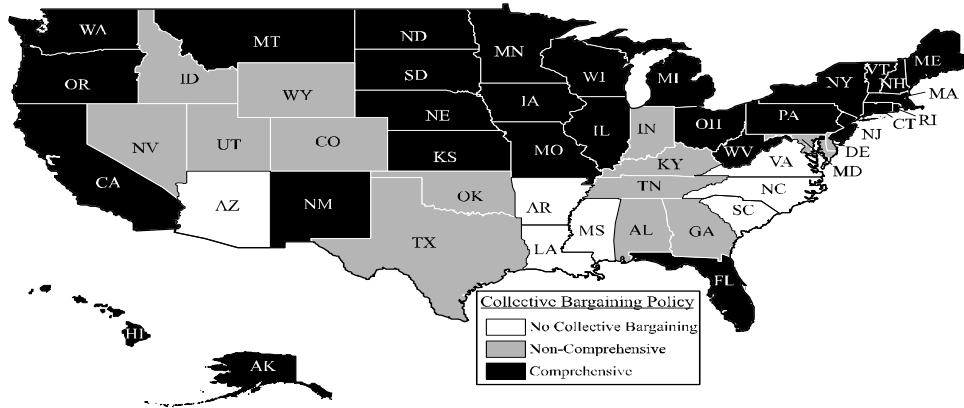 WA
MT
ND
MN
OR
ID
SD
WI
MI
VT
NH
ME
NY
MA
WY
NE
IA
IL
IN
OH
PA
RI
CT
NJ
NV
UT
CO
KS
MO
KY
WV
VA
DE
MD
CA
AZ
NM
OK
AR
TN
NC
SC
TX
LA
MS
AL
GA
FL
Collective Bargaining Policy
No Collective Bargaining
Non-Comprehensive
Comprehensive
HI
AK